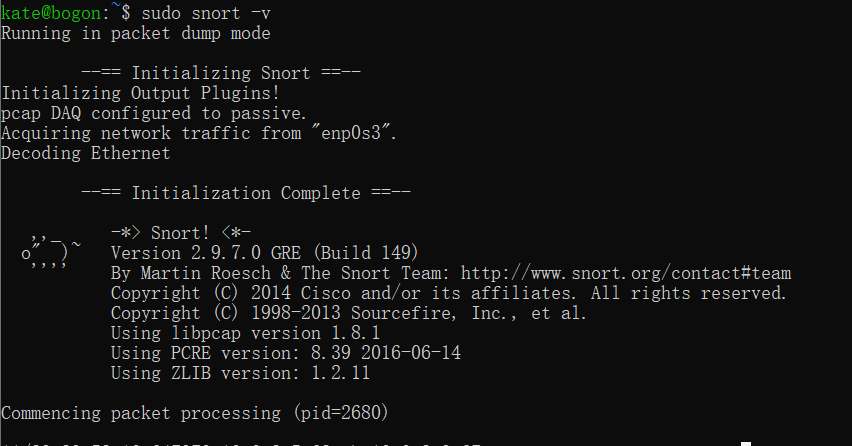 kate@bogon:~$ sudo snort -v
Running in packet dump mode
--== Initializing Snort ==--
Initializing Output Plugins!
pcap DAQ configured to passive.
Acquiring network traffic from "enp0s3".
Decoding Ethernet
--== Initialization Complete ==--
,,_ -*> Snort! <*-
o" )~ Version 2.9.7.0 GRE (Build 149)
'''' By Martin Roesch & The Snort Team: http://www.snort.org/contact#team
Copyright (C) 2014 Cisco and/or its affiliates. All rights reserved.
Copyright (C) 1998-2013 Sourcefire, Inc., et al.
Using libpcap version 1.8.1
Using PCRE version: 8.39 2016-06-14
Using ZLIB version: 1.2.11
Commencing packet processing (pid=2680)